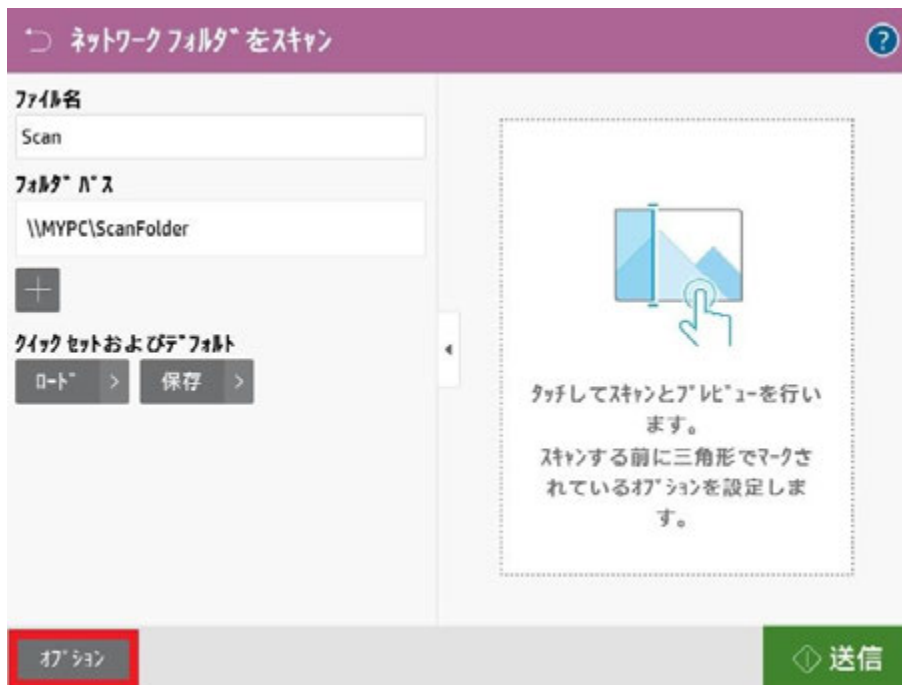 ネットワーク フォルダをスキャン
?
ファイル名
Scan
フォルダ パス
\\MYPC\ScanFolder
クイック セットおよびデフォルト
ロード >
保存 >
タッチしてスキャンとプレビューを行い
ます。
スキャンする前に三角形でマークさ
れているオプションを設定しま
す。
オプション
送信